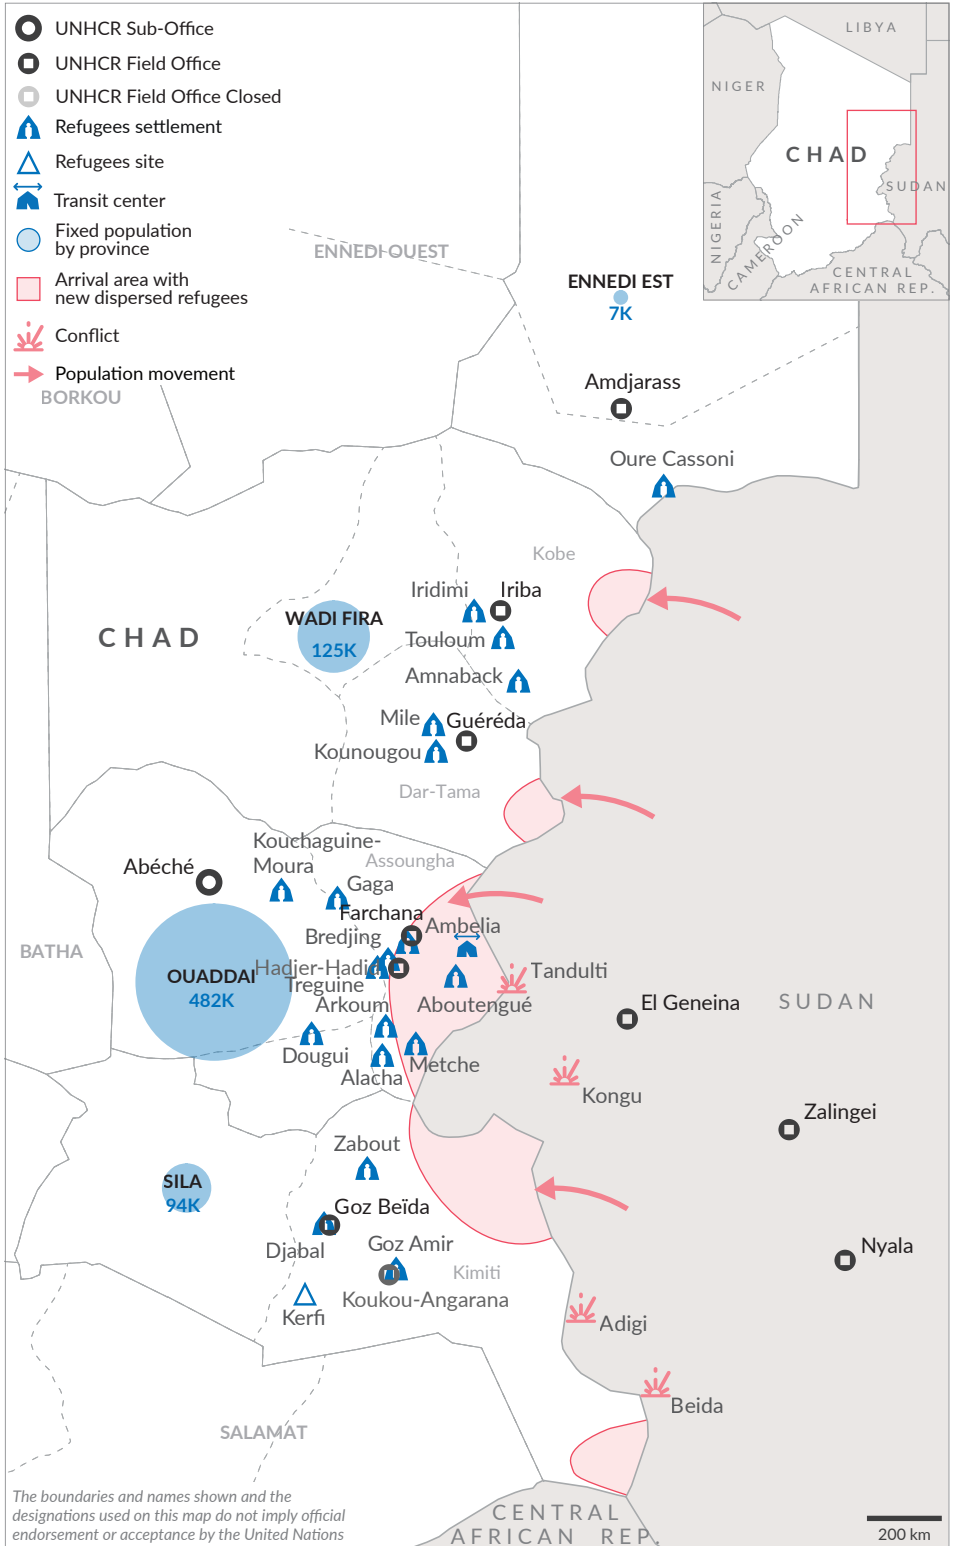 UNHCR Sub-Office
UNHCR Field Office
UNHCR Field Office Closed
Refugees settlement
Refugees site
Transit center
Fixed population
by province
Arrival area with
new dispersed refugees
Conflict
Population movement
LIBYA
NIGER
CHAD
SUDAN
NIGERIA
CAMEROON
CENTRAL
AFRICAN REP.
ENNEDI OUEST
ENNEDI EST
7K
BORKOU
Amdjarass
Oure Cassoni
Kobe
Iridimi
Iriba
WADI FIRA
125K
CHAD
Touloum
Amnaback
Mile
Guéréda
Kounougou
Dar-Tama
Kouchaguine-
Moura
Assoungha
Abéché
Gaga
Farchana
Ambelia
Bredjing
BATHA
Hadjer-Hadid
Treguine
Tandulti
OUADDAI
482K
Arkoum
Aboutengué
El Geneina
SUDAN
Dougui
Alacha
Metche
Kongu
Zalingei
Zabout
SILA
94K
Goz Beïda
Djabal
Goz Amir
Nyala
Kimiti
Koukou-Angarana
Kerfi
Adigi
Beida
SALAMAT
The boundaries and names shown and the
designations used on this map do not imply official
endorsement or acceptance by the United Nations
CENTRAL
AFRICAN REP.
200 km